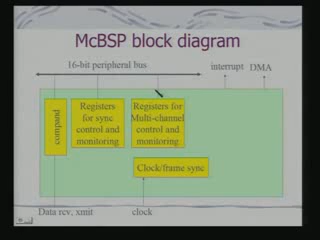 McBSP block diagram
16-bit peripheral bus
interrupt
DMA
compand
Registers
for sync
control and
monitoring
Registers for
Multi-channel
control and
monitoring
Clock/frame sync
Data rcv, xmit
clock